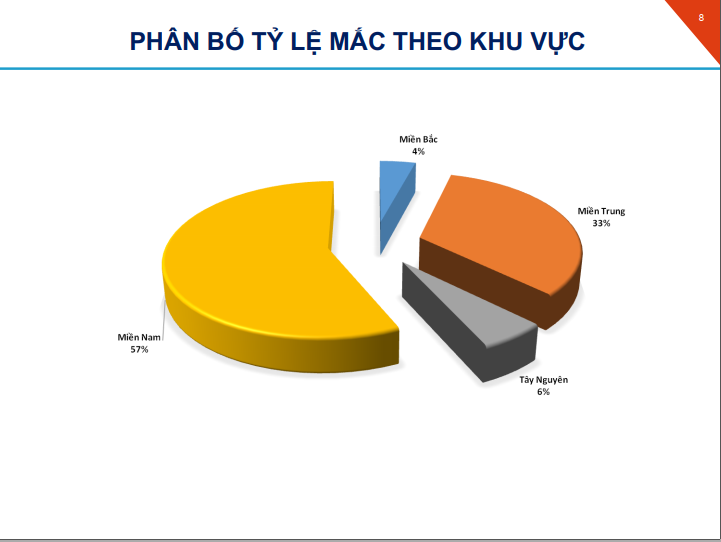 8
PHÂN BỐ TỶ LỆ MẮC THEO KHU VỰC
Miền Bắc
4%
Miền Trung
33%
Miền Nam
57%
Tây Nguyên
6%